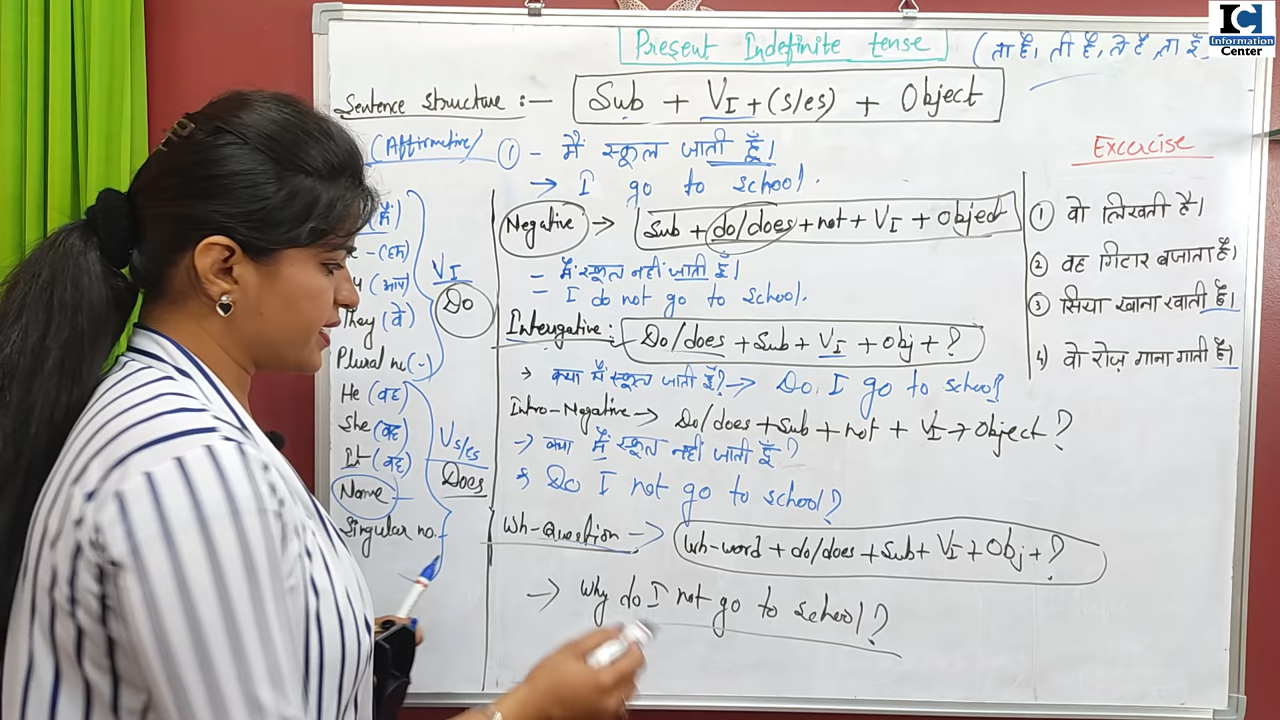 IC
Information
Center
Present Indefinite tense
(ता है। ती है, ते हैं, ता हूँ
Sentence structure :- Sub + VI + (s/es) + Object
(Affirmative) ① - मैं स्कूल जाती हूँ।
→ I go to school.
Negative → Sub + do/does + not + VI + Object
- मैं स्कूल नहीं जाती हूँ।
- I do not go to school.
Interrugative: Do/does + Sub + VI + Obj + ?
→ क्या मैं स्कूल जाती हूँ? → Do I go to school?
Intro-Negative → Do/does + Sub + not + VI + Object ?
→ क्या मैं स्कूल नहीं जाती हूँ?
Do I not go to school?
Wh-Question → Wh-word + do/does + Sub + VI + Obj + ?
→ Why do I not go to school?
(मैं)
- (हम)
(आप)
They (वे)
Plural no. (-)
VI
Do
He (वह)
She (वह)
It (वह)
Name
Singular no.
V s/es
Does
Excercise
① वो लिखती है।
② वह गिटार बजाता है।
③ सिया खाना खाती है।
4) वो रोज़ गाना गाती है।